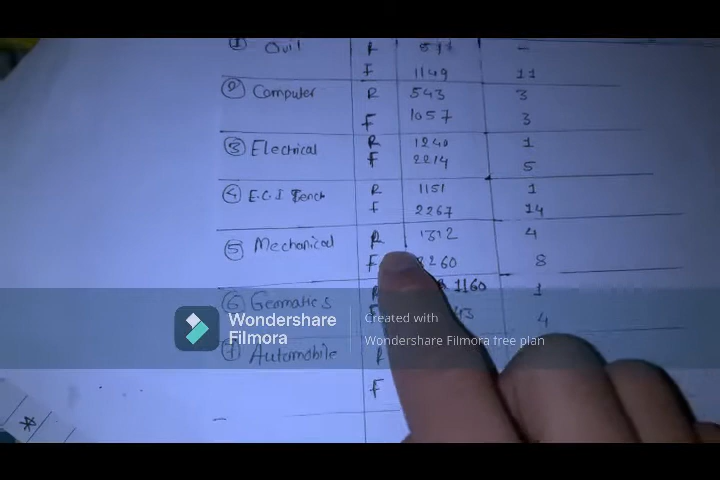 ① Civil R 577 -
F 1149 11
② Computer R 543 3
F 1057 3
③ Electrical R 1240 1
F 2214 5
④ R 1151 1
F 2267 14
⑤ Mechanical R 1312 4
F 2260 8
⑥ Geomatics R 1160 1
F 43 4
⑦ Automobile R
F
Wondershare
Filmora
Created with
Wondershare Filmora free plan